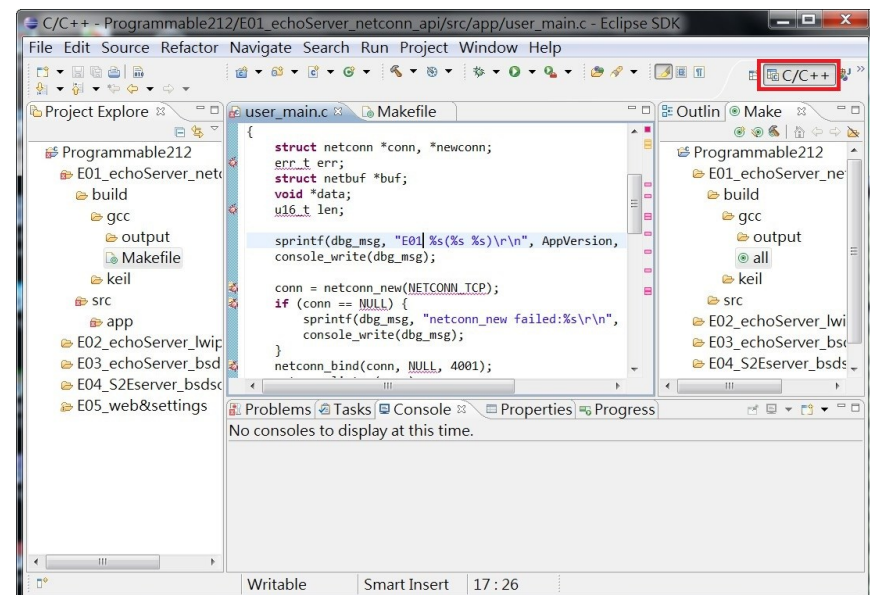 C/C++ - Programmable212/E01_echoServer_netconn_api/src/app/user_main.c - Eclipse SDK
File Edit Source Refactor Navigate Search Run Project Window Help
C/C++
Project Explore
Programmable212
E01_echoServer_netc
build
gcc
output
Makefile
keil
src
app
E02_echoServer_lwip
E03_echoServer_bsd
E04_S2Eserver_bsdsc
E05_web&settings
user_main.c Makefile
{
struct netconn *conn, *newconn;
err_t err;
struct netbuf *buf;
void *data;
u16_t len;
sprintf(dbg_msg, "E01 %s(%s %s)\r\n", AppVersion,
console_write(dbg_msg);
conn = netconn_new(NETCONN_TCP);
if (conn == NULL) {
sprintf(dbg_msg, "netconn_new failed:%s\r\n",
console_write(dbg_msg);
}
netconn_bind(conn, NULL, 4001);
Outlin Make
Programmable212
E01_echoServer_ne
build
gcc
output
all
keil
src
E02_echoServer_lwi
E03_echoServer_bs
E04_S2Eserver_bsds
Problems Tasks Console Properties Progress
No consoles to display at this time.
Writable Smart Insert 17 : 26